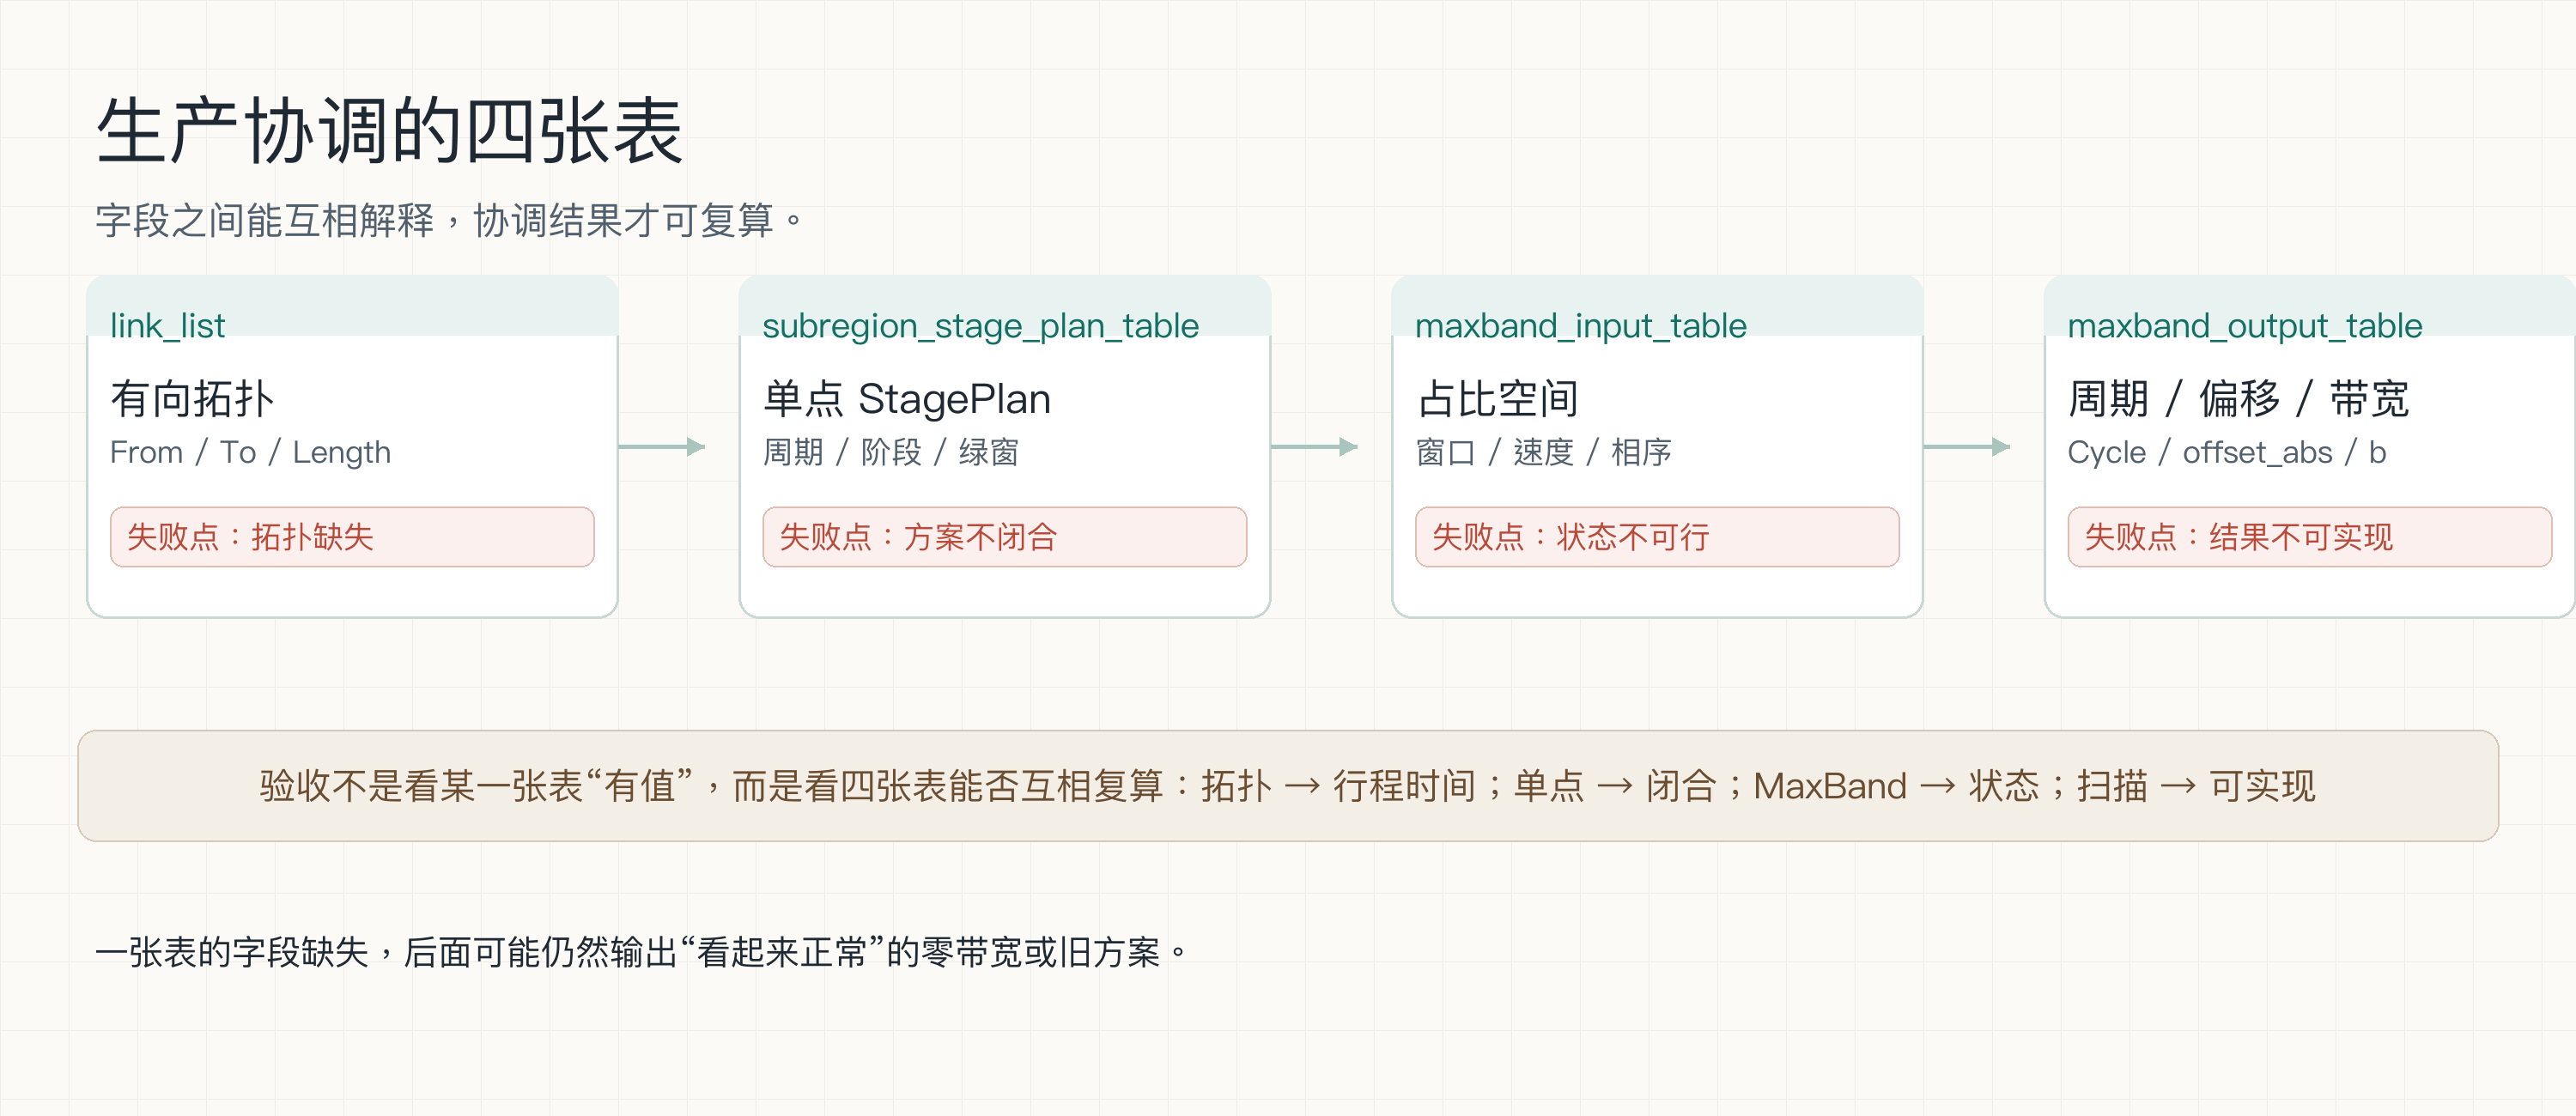 生产协调的四张表
字段之间能互相解释，协调结果才可复算。
link_list
有向拓扑
From / To / Length
失败点：拓扑缺失
subregion_stage_plan_table
单点 StagePlan
周期 / 阶段 / 绿窗
失败点：方案不闭合
maxband_input_table
占比空间
窗口 / 速度 / 相序
失败点：状态不可行
maxband_output_table
周期 / 偏移 / 带宽
Cycle / offset_abs / b
失败点：结果不可实现
验收不是看某一张表“有值”，而是看四张表能否互相复算：拓扑 → 行程时间；单点 → 闭合；MaxBand → 状态；扫描 → 可实现
一张表的字段缺失，后面可能仍然输出“看起来正常”的零带宽或旧方案。